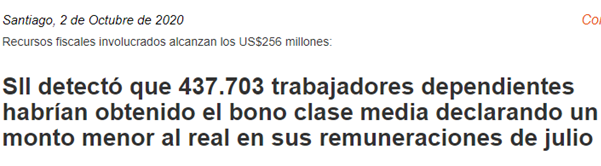 Santiago, 2 de Octubre de 2020
Recursos fiscales involucrados alcanzan los US$256 millones:
SII detectó que 437.703 trabajadores dependientes
habrían obtenido el bono clase media declarando un
monto menor al real en sus remuneraciones de julio